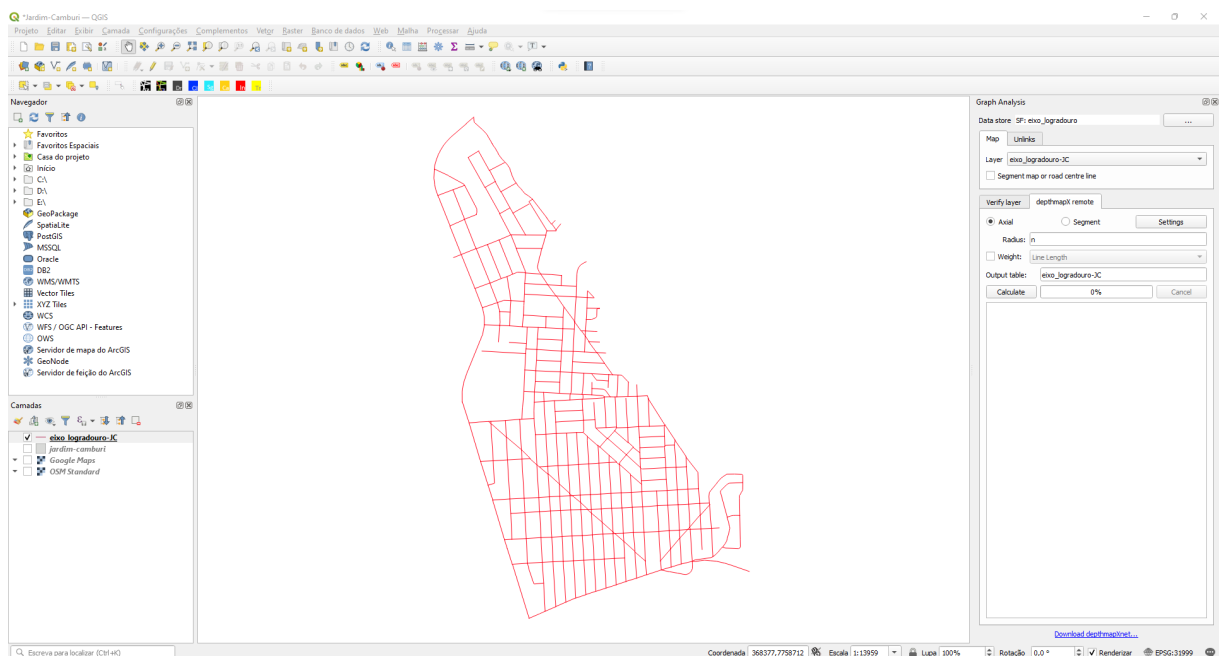 *Jardim-Camburi — QGIS
Projeto Editar Exibir Camada Configurações Complementos Vetor Raster Banco de dados Web Malha Processar Ajuda
Navegador
Favoritos
Favoritos Espaciais
Casa do projeto
Início
C:\
D:\
E:\
GeoPackage
SpatiaLite
PostGIS
MSSQL
Oracle
DB2
WMS/WMTS
Vector Tiles
XYZ Tiles
WCS
WFS / OGC API - Features
OWS
Servidor de mapa do ArcGIS
GeoNode
Servidor de feição do ArcGIS
Camadas
eixo_logradouro-JC
jardim-camburi
Google Maps
OSM Standard
Graph Analysis
Data store SF: eixo_logradouro ...
Map Unlinks
Layer eixo_logradouro-JC
Segment map or road centre line
Verify layer depthmapX remote
Axial Segment Settings
Radius: n
Weight: Line Length
Output table: eixo_logradouro-JC
Calculate 0% Cancel
Download depthmapXnet...
Escreva para localizar (Ctrl+K) Coordenada 368377,7758712 Escala 1:13959 Lupa 100% Rotação 0,0 ° Renderizar EPSG:31999